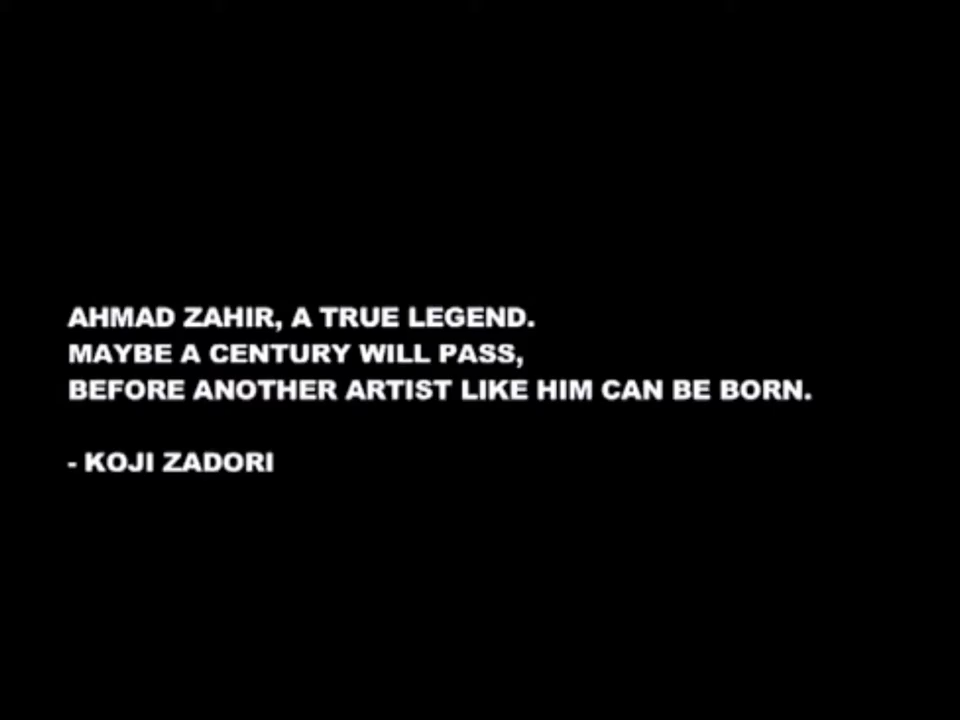 AHMAD ZAHIR, A TRUE LEGEND.
MAYBE A CENTURY WILL PASS,
BEFORE ANOTHER ARTIST LIKE HIM CAN BE BORN.
- KOJI ZADORI